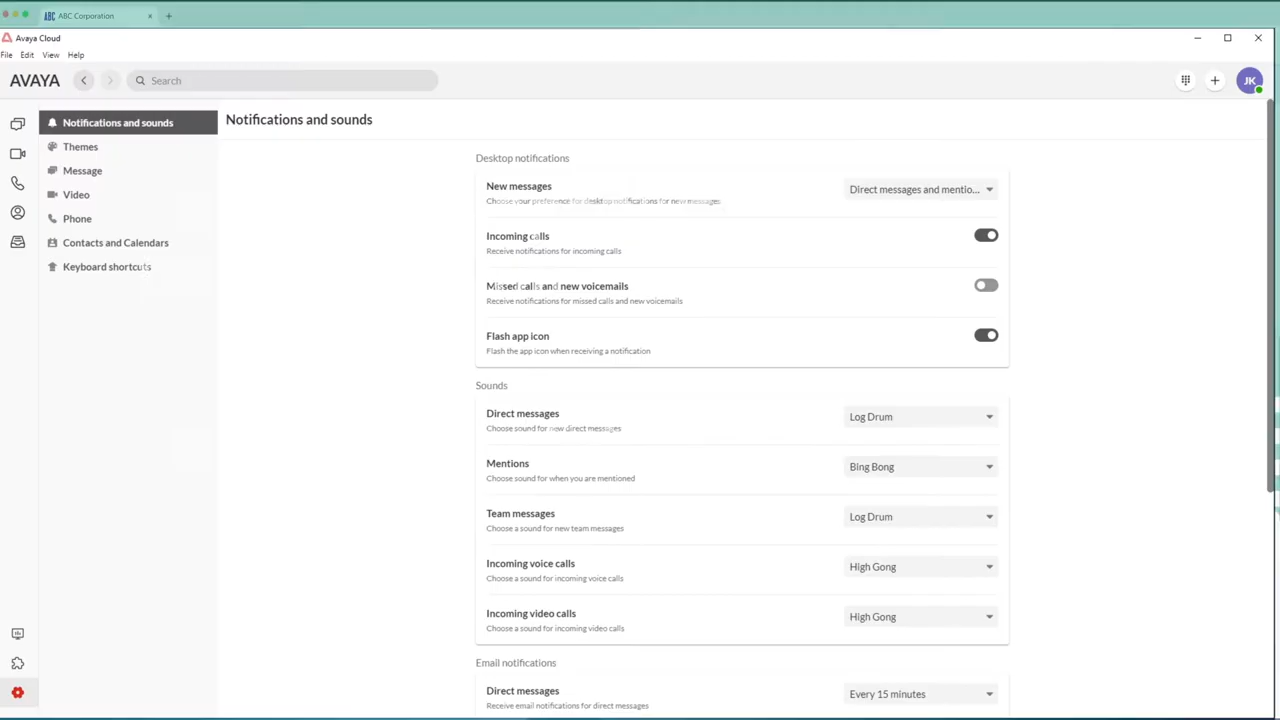 ABC ABC Corporation
Avaya Cloud
File Edit View Help
AVAYA
Search
JK
Notifications and sounds
Themes
Message
Video
Phone
Contacts and Calendars
Keyboard shortcuts
Notifications and sounds
Desktop notifications
New messages
Choose your preference for desktop notifications for new messages
Direct messages and mentio...
Incoming calls
Receive notifications for incoming calls
Missed calls and new voicemails
Receive notifications for missed calls and new voicemails
Flash app icon
Flash the app icon when receiving a notification
Sounds
Direct messages
Choose sound for new direct messages
Log Drum
Mentions
Choose sound for when you are mentioned
Bing Bong
Team messages
Choose a sound for new team messages
Log Drum
Incoming voice calls
Choose a sound for incoming voice calls
High Gong
Incoming video calls
Choose a sound for incoming video calls
High Gong
Email notifications
Direct messages
Receive email notifications for direct messages
Every 15 minutes